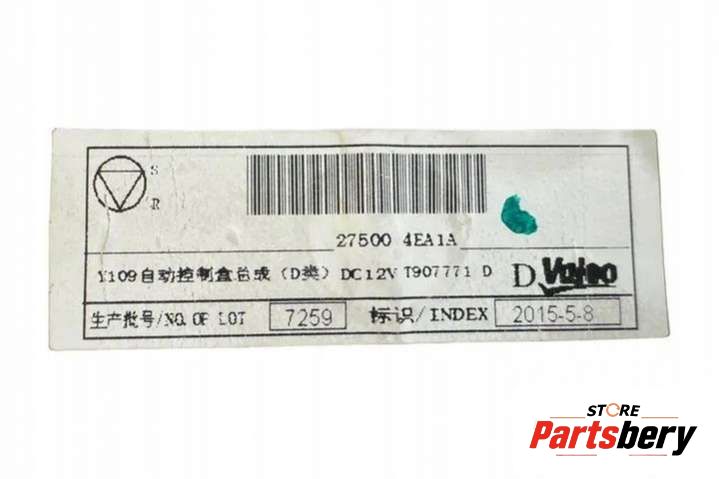 S
R
27500 4EA1A
Y109自动控制盒总成（D类）DC12V T907771 D
D Valeo
生产批号/NO.OF LOT 7259 标识/INDEX 2015-5-8
STORE
Partsbery